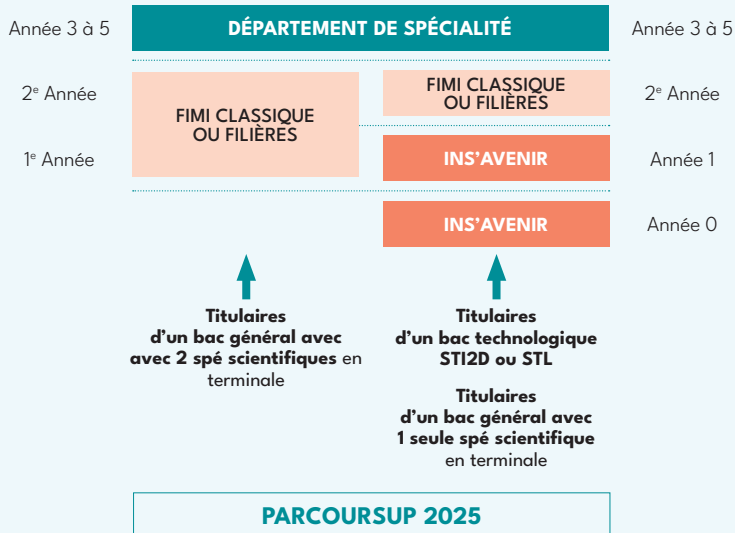 Année 3 à 5
DÉPARTEMENT DE SPÉCIALITÉ
Année 3 à 5
2e Année
FIMI CLASSIQUE
OU FILIÈRES
FIMI CLASSIQUE
OU FILIÈRES
2e Année
1e Année
INS'AVENIR
Année 1
INS'AVENIR
Année 0
Titulaires
d'un bac général avec
avec 2 spé scientifiques en
terminale
Titulaires
d'un bac technologique
STI2D ou STL
Titulaires
d'un bac général avec
1 seule spé scientifique
en terminale
PARCOURSUP 2025